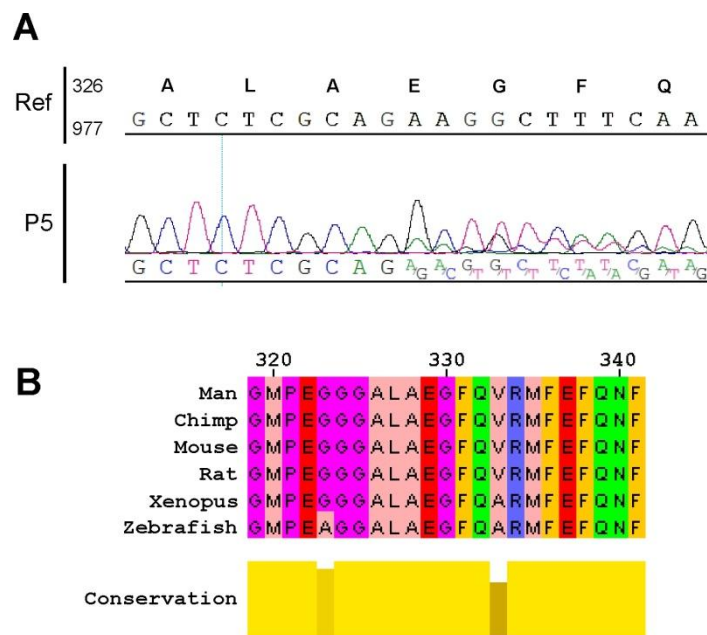 A
326 A L A E G F Q
Ref
977 G C T C T C G C A G A A G G C T T T C A A
P5
G C T C T C G C A G A G A C G T G T C T T C T A T A C G A T A G
B
320 330 340
Man GMPEGGGALAEGFQVRMFEFQNF
Chimp GMPEGGGALAEGFQVRMFEFQNF
Mouse GMPEGGGALAEGFQVRMFEFQNF
Rat GMPEGGGALAEGFQVRMFEFQNF
Xenopus GMPEGGGALAEGFQARMFEFQNF
Zebrafish GMPEAGGALAEGFQARMFEFQNF
Conservation